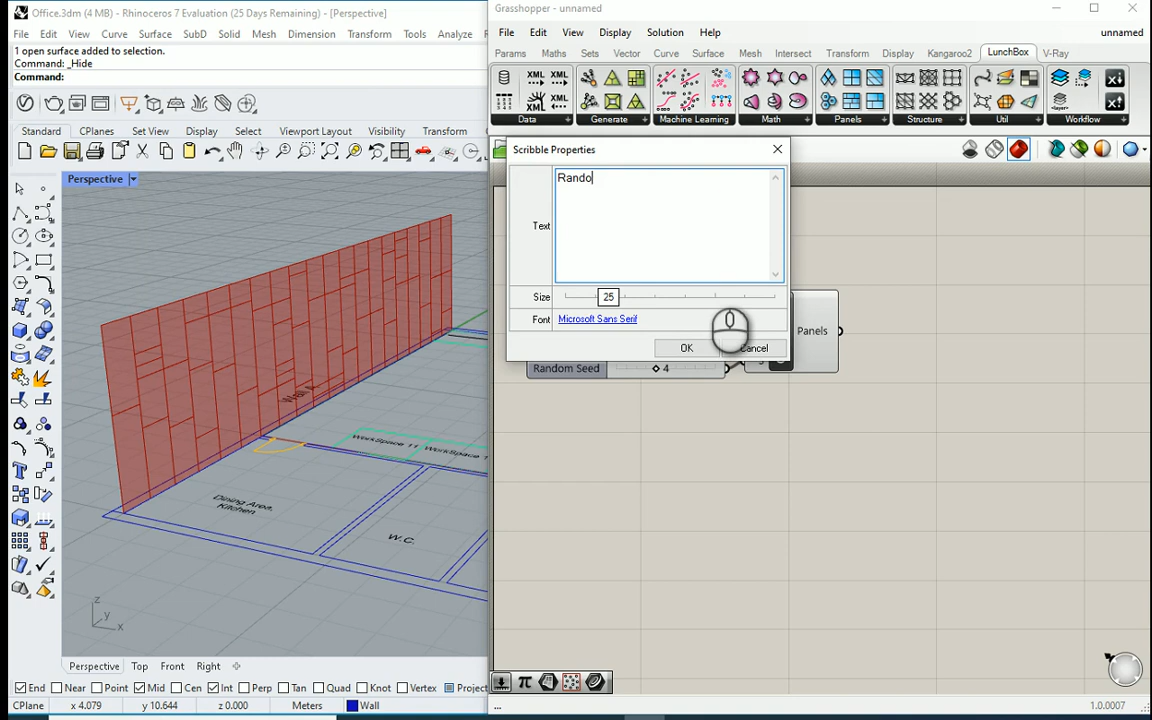 Office.3dm (4 MB) - Rhinoceros 7 Evaluation (25 Days Remaining) - [Perspective]
File Edit View Curve Surface SubD Solid Mesh Dimension Transform Tools Analyze
1 open surface added to selection.
Command: _Hide
Command:
Standard CPlanes Set View Display Select Viewport Layout Visibility Transform
Perspective
Dining Area,
Kitchen
W.C.
WorkSpace 11
z
y
x
Perspective Top Front Right
End Near Point Mid Cen Int Perp Tan Quad Knot Vertex Project
CPlane x 4.079 y 10.644 z 0.000 Meters Wall
Grasshopper - unnamed
File Edit View Display Solution Help unnamed
Params Maths Sets Vector Curve Surface Mesh Intersect Transform Display Kangaroo2 LunchBox V-Ray
XML XML
XML XML
Data Generate Machine Learning Math Panels Structure Util Workflow
Scribble Properties
Text Rando
Size 25
Font Microsoft Sans Serif
OK Cancel
Panels
Random Seed 4
... 1.0.0007